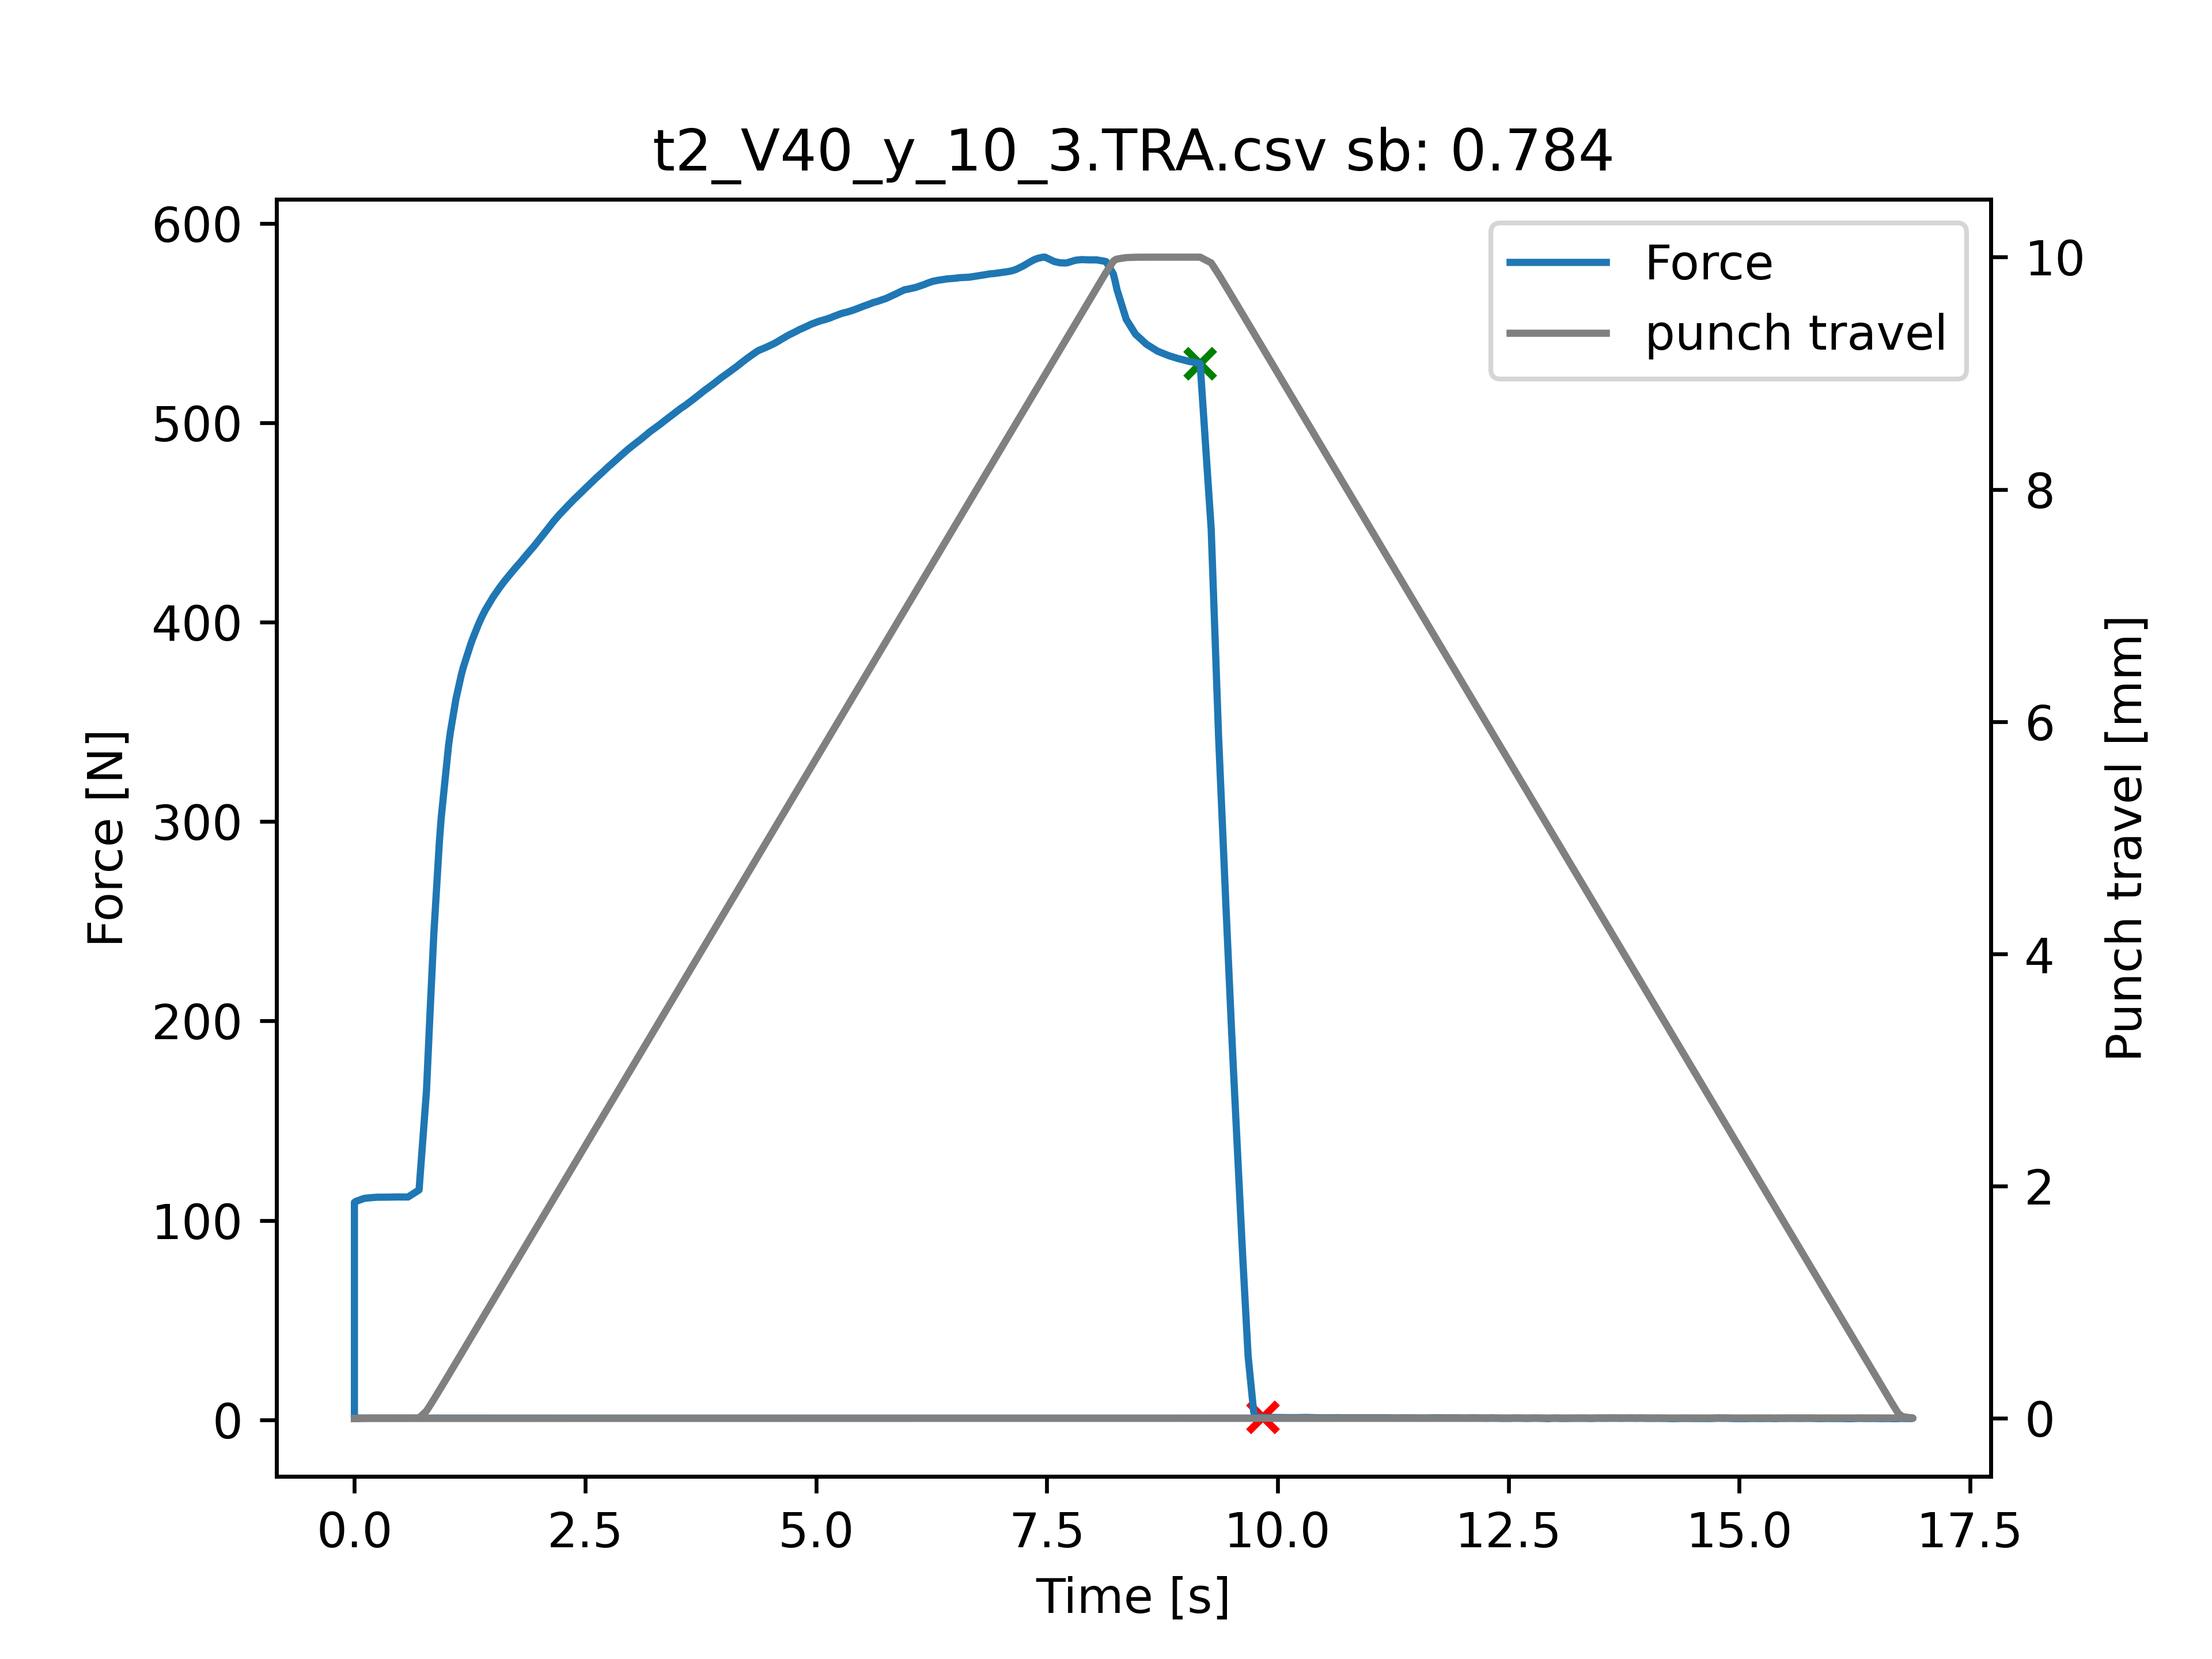 t2_V40_y_10_3.TRA.csv sb: 0.784
Force
punch travel
Force [N]
600
500
400
300
200
100
0
10
8
6
4
2
0
Punch travel [mm]
0.0 2.5 5.0 7.5 10.0 12.5 15.0 17.5
Time [s]